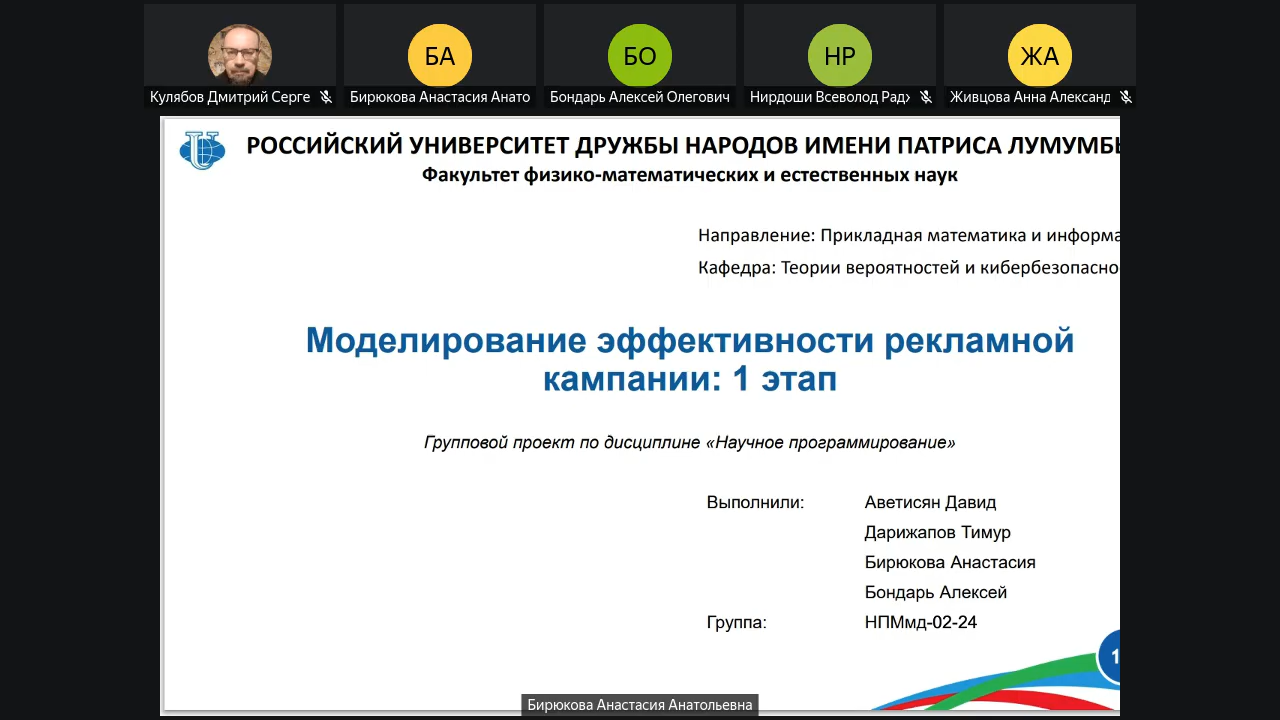 БА
БО
НР
ЖА
Кулябов Дмитрий Серге
Бирюкова Анастасия Анато
Бондарь Алексей Олегович
Нирдоши Всеволод Радж
Живцова Анна Александ
РОССИЙСКИЙ УНИВЕРСИТЕТ ДРУЖБЫ НАРОДОВ ИМЕНИ ПАТРИСА ЛУМУМБЫ
Факультет физико-математических и естественных наук
Направление: Прикладная математика и информа
Кафедра: Теории вероятностей и кибербезопасно
Моделирование эффективности рекламной
кампании: 1 этап
Групповой проект по дисциплине «Научное программирование»
Выполнили: Аветисян Давид
Дарижапов Тимур
Бирюкова Анастасия
Бондарь Алексей
Группа: НПМмд-02-24
1
Бирюкова Анастасия Анатольевна